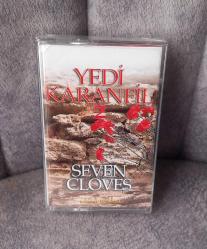 YEDİ
KARANFİL
SEVEN
CLOVES